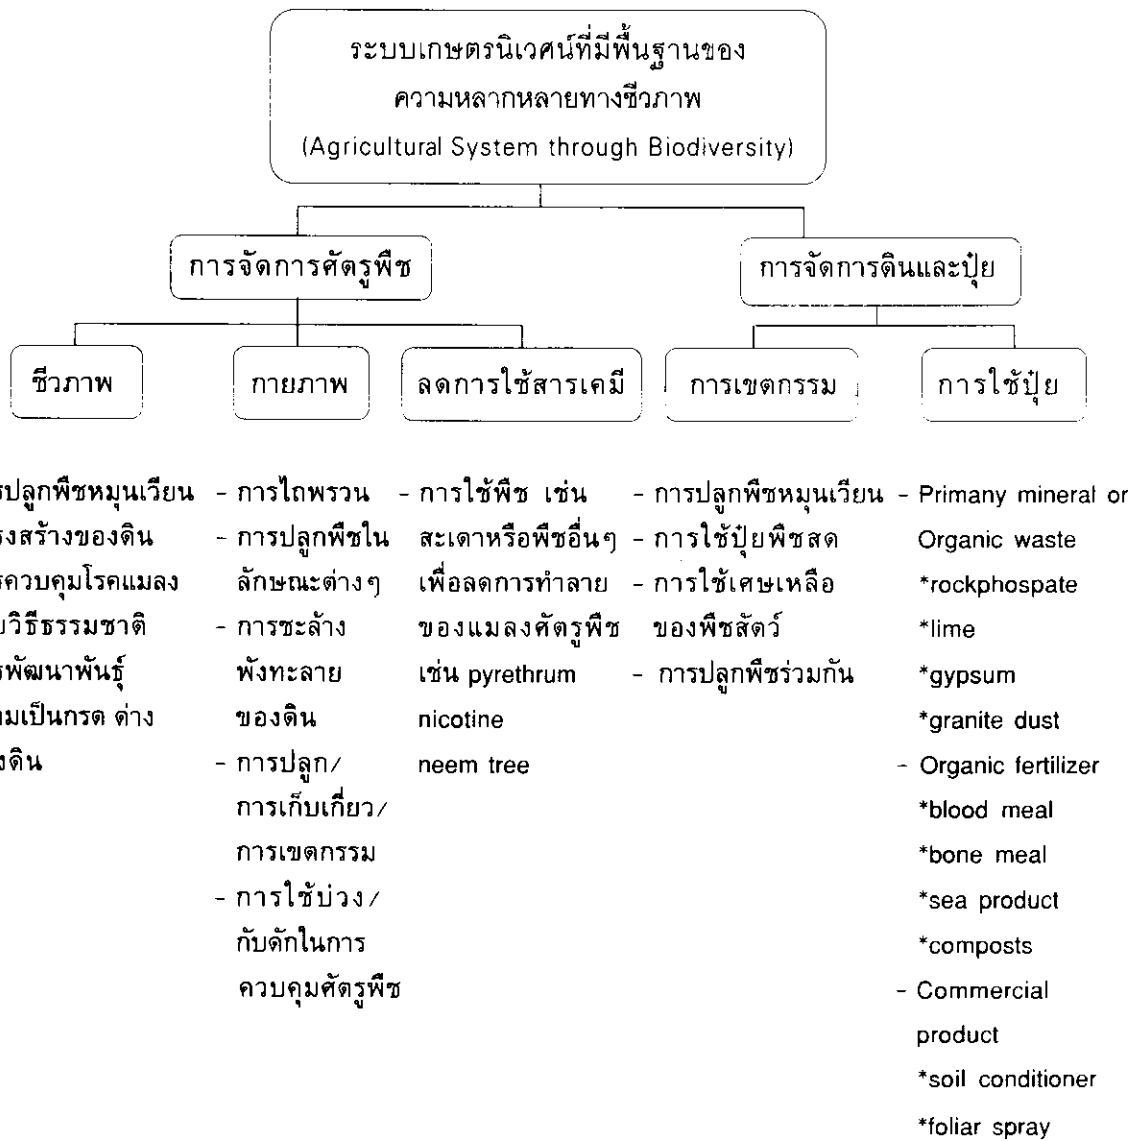 ระบบเกษตรนิเวศน์ที่มีพื้นฐานของ
ความหลากหลายทางชีวภาพ
(Agricultural System through Biodiversity)
การจัดการศัตรูพืช
การจัดการดินและปุ๋ย
ชีวภาพ
กายภาพ
ลดการใช้สารเคมี
การเขตกรรม
การใช้ปุ๋ย
รปลูกพืชหมุนเวียน
งสร้างของดิน
รควบคุมโรคแมลง
วิธีธรรมชาติ
รพัฒนาพันธุ์
มเป็นกรด ด่าง
งดิน
- การไถพรวน
- การปลูกพืชใน
ลักษณะต่างๆ
- การชะล้าง
พังทะลาย
ของดิน
- การปลูก/
การเก็บเกี่ยว/
การเขตกรรม
- การใช้บ่วง/
กับดักในการ
ควบคุมศัตรูพืช
- การใช้พืช เช่น
สะเดาหรือพืชอื่นๆ
เพื่อลดการทำลาย
ของแมลงศัตรูพืช
เช่น pyrethrum
nicotine
neem tree
- การปลูกพืชหมุนเวียน
- การใช้ปุ๋ยพืชสด
- การใช้เศษเหลือ
ของพืชสัตว์
- การปลูกพืชร่วมกัน
- Primany mineral or
Organic waste
*rockphospate
*lime
*gypsum
*granite dust
- Organic fertilizer
*blood meal
*bone meal
*sea product
*composts
- Commercial
product
*soil conditioner
*foliar spray